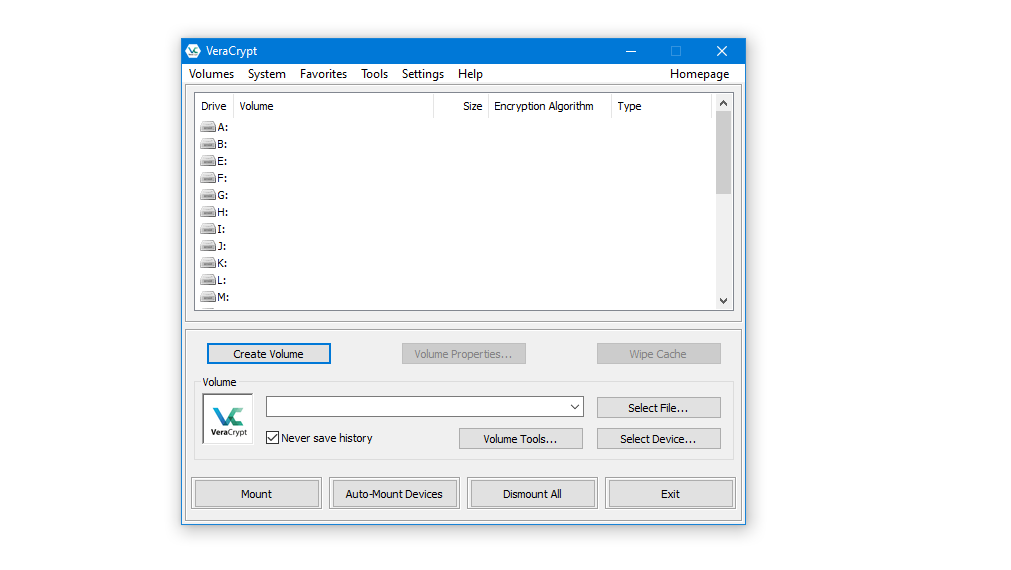 VeraCrypt
Volumes System Favorites Tools Settings Help Homepage
Drive Volume Size Encryption Algorithm Type
A:
B:
E:
F:
G:
H:
I:
J:
K:
L:
M:
Create Volume Volume Properties... Wipe Cache
Volume
VeraCrypt
Select File...
Never save history Volume Tools... Select Device...
Mount Auto-Mount Devices Dismount All Exit